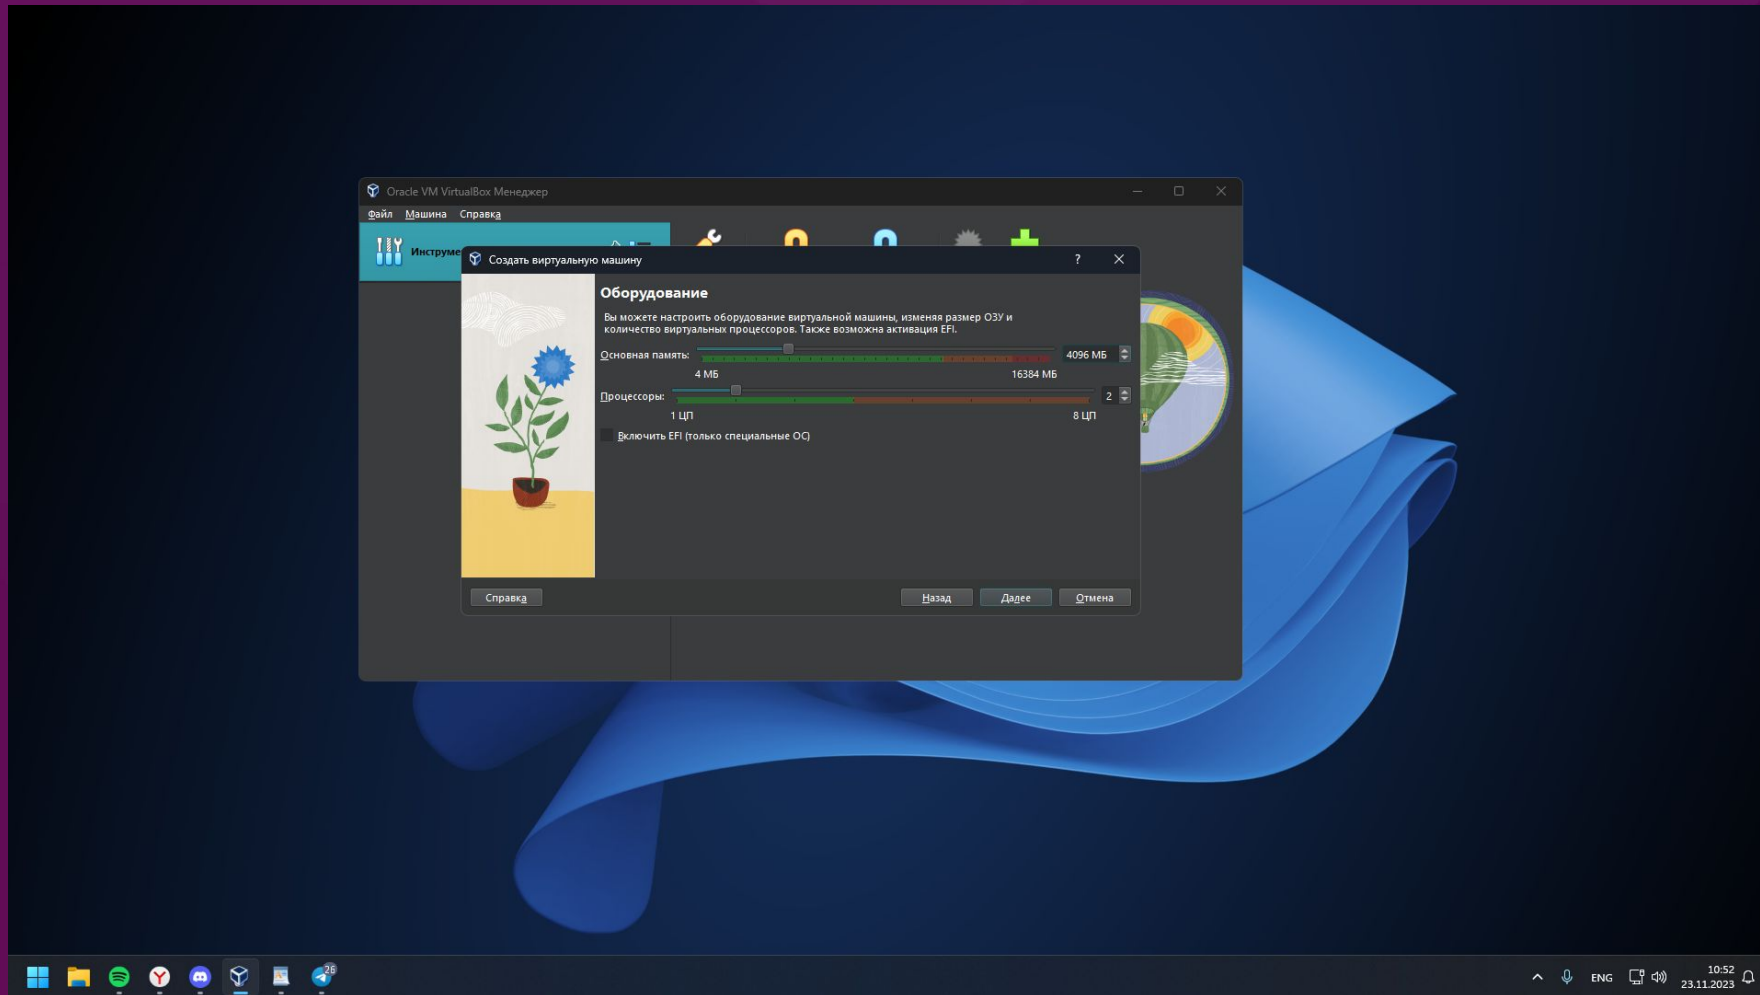 Oracle VM VirtualBox Менеджер
Файл Машина Справка
Создать виртуальную машину
Оборудование
Вы можете настроить оборудование виртуальной машины, изменяя размер ОЗУ и
количество виртуальных процессоров. Также возможна активация EFI.
Основная память: 4096 МБ
4 МБ 16384 МБ
Процессоры: 2
1 ЦП 8 ЦП
Включить EFI (только специальные ОС)
Справка Назад Далее Отмена
26
ENG 10:52
23.11.2023